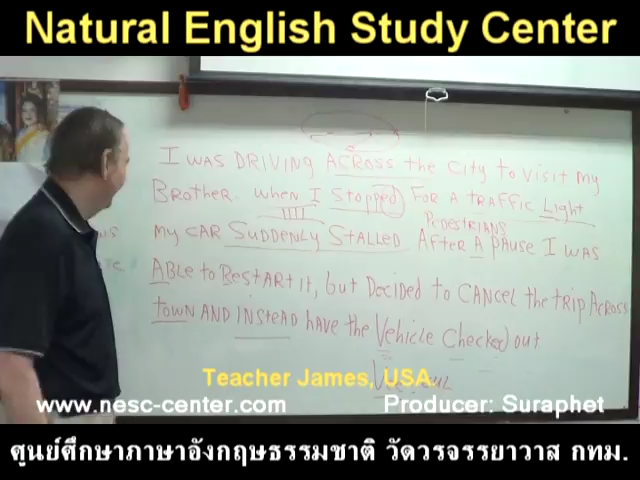 Natural English Study Center
I WAS DRIVING ACROSS the City to visit my
Brother. when I Stopped FOR A TRAFFIC Light
PEDESTRIANS
my CAR SUDDENLY STALLED AFTER A PAUSE I WAS
ABle to RESTART it, but DeciDeD to CANCEL the tRip ACROSS
town AND iNsteaD have the Vehicle Checked out
Teacher James, USA
www.nesc-center.com Producer: Suraphet
ศูนย์ศึกษาภาษาอังกฤษธรรมชาติ วัดวรจรรยาวาส กทม.